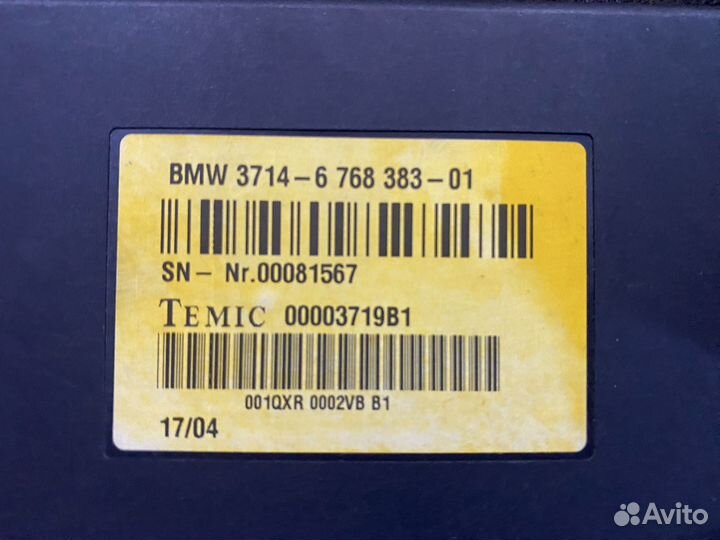 BMW 3714-6 768 383-01
SN- Nr.00081567
TEMIC 00003719B1
001QXR 0002VB B1
17/04
Avito